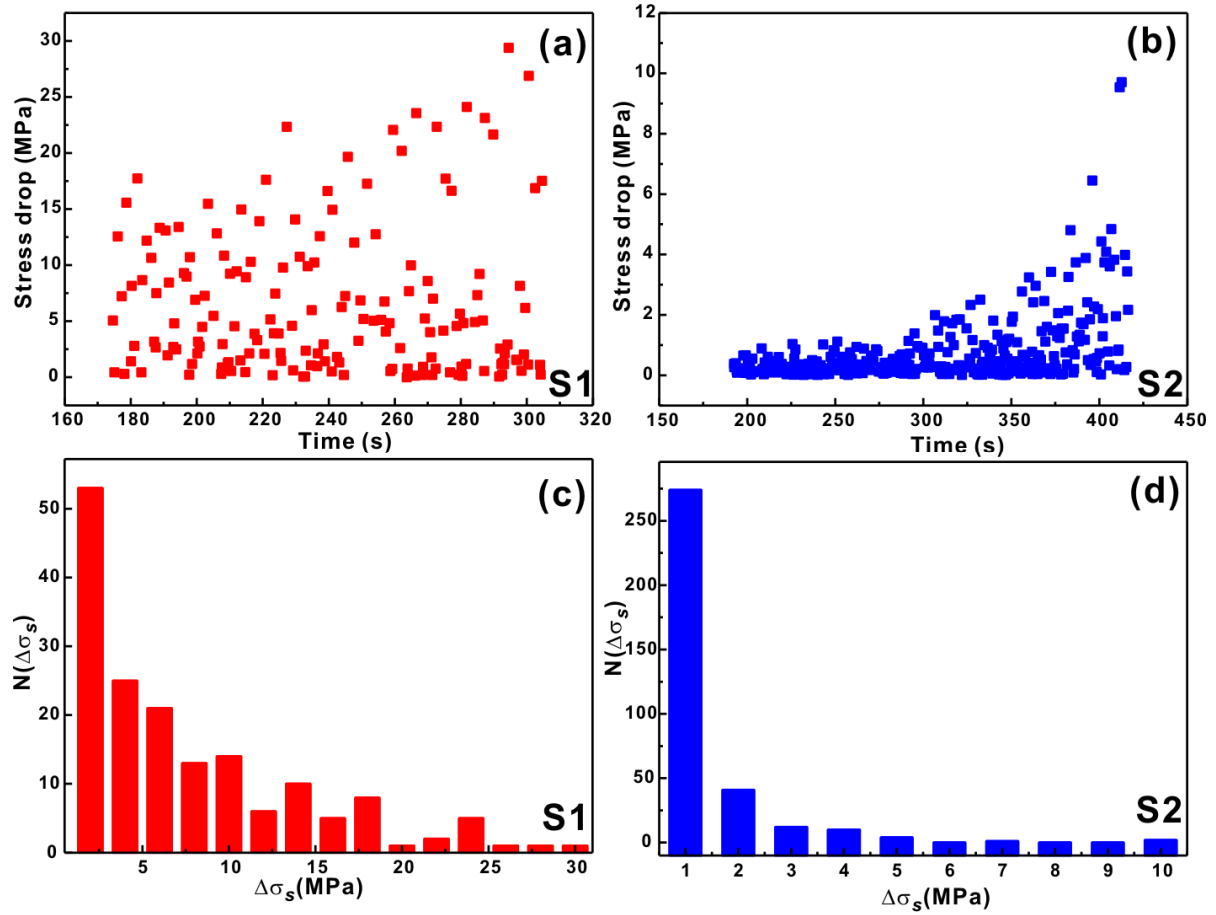 (a)
Stress drop (MPa)
30
25
20
15
10
5
0
S1
160 180 200 220 240 260 280 300 320
Time (s)
(b)
Stress drop (MPa)
12
10
8
6
4
2
0
S2
150 200 250 300 350 400 450
Time (s)
(c)
N(Δσs)
50
40
30
20
10
0
S1
5 10 15 20 25 30
Δσs(MPa)
(d)
N(Δσs)
250
200
150
100
50
0
S2
1 2 3 4 5 6 7 8 9 10
Δσs(MPa)